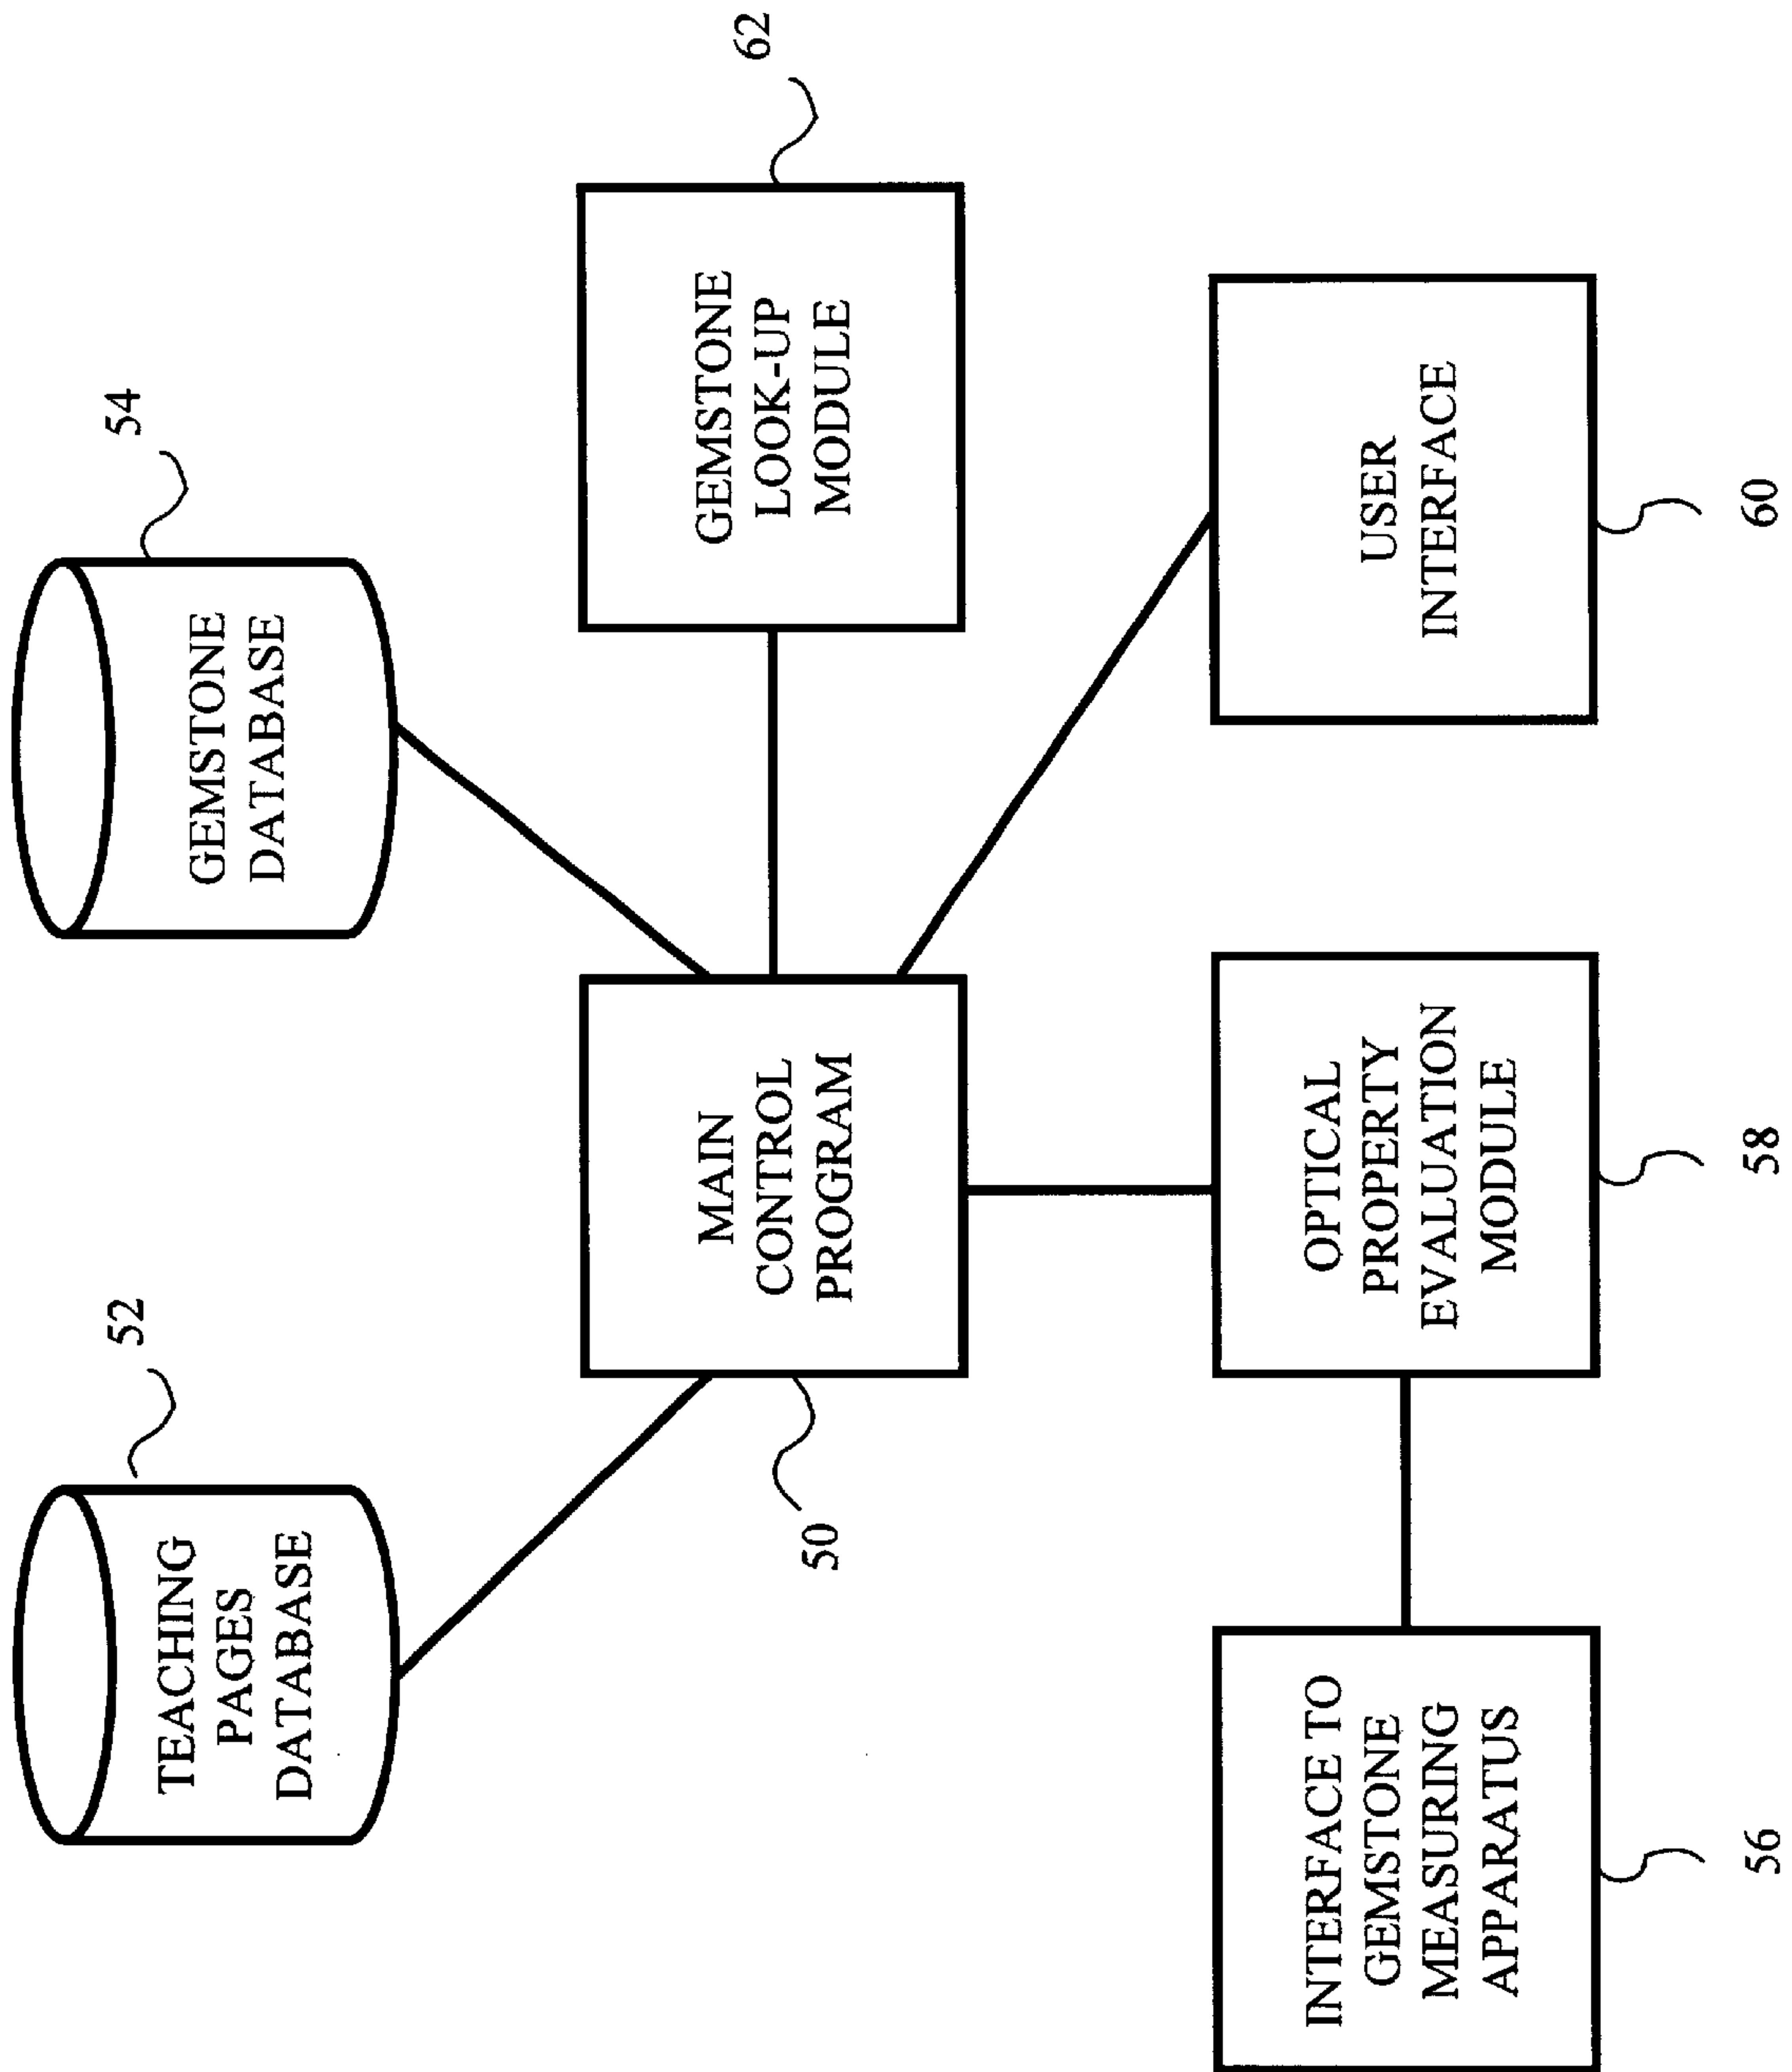 52
TEACHING
PAGES
DATABASE
54
GEMSTONE
DATABASE
MAIN
CONTROL
PROGRAM
50
GEMSTONE
LOOK-UP
MODULE
62
INTERFACE TO
GEMSTONE
MEASURING
APPARATUS
56
OPTICAL
PROPERTY
EVALUATION
MODULE
58
USER
INTERFACE
60